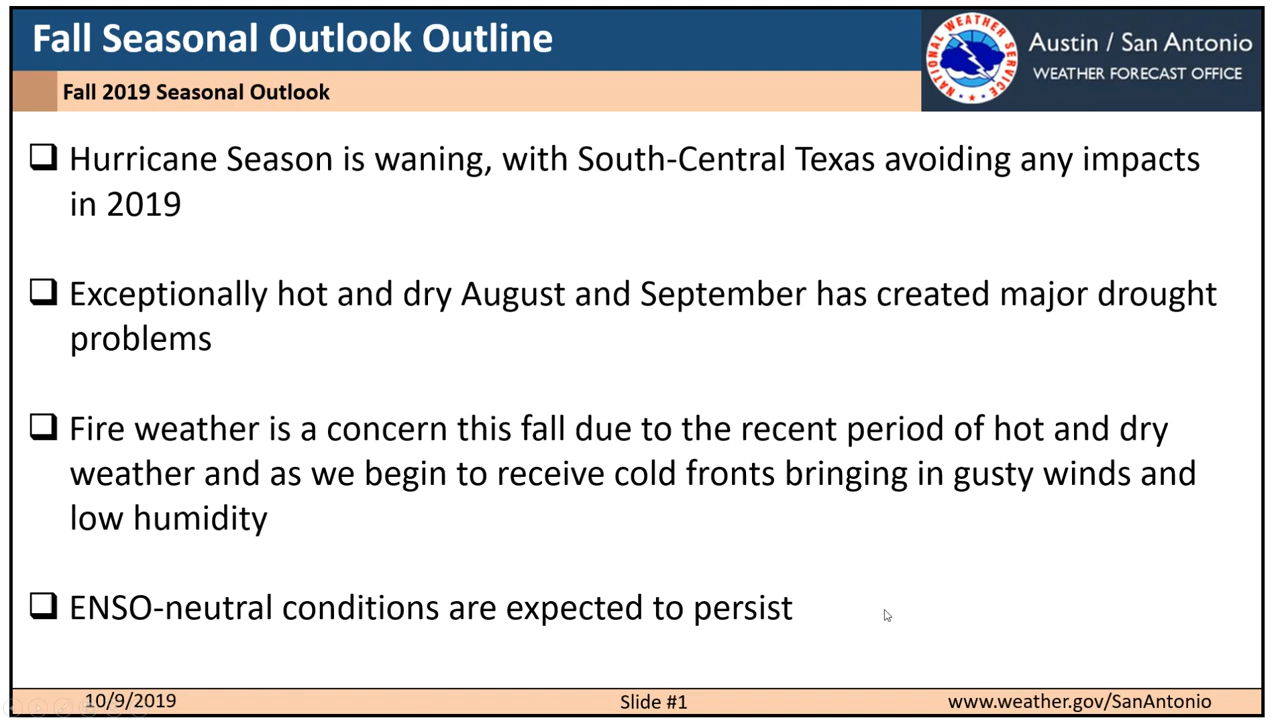 Fall Seasonal Outlook Outline
Fall 2019 Seasonal Outlook
NATIONAL WEATHER SERVICE
Austin / San Antonio
WEATHER FORECAST OFFICE
Hurricane Season is waning, with South-Central Texas avoiding any impacts
in 2019
Exceptionally hot and dry August and September has created major drought
problems
Fire weather is a concern this fall due to the recent period of hot and dry
weather and as we begin to receive cold fronts bringing in gusty winds and
low humidity
ENSO-neutral conditions are expected to persist
10/9/2019
Slide #1
www.weather.gov/SanAntonio